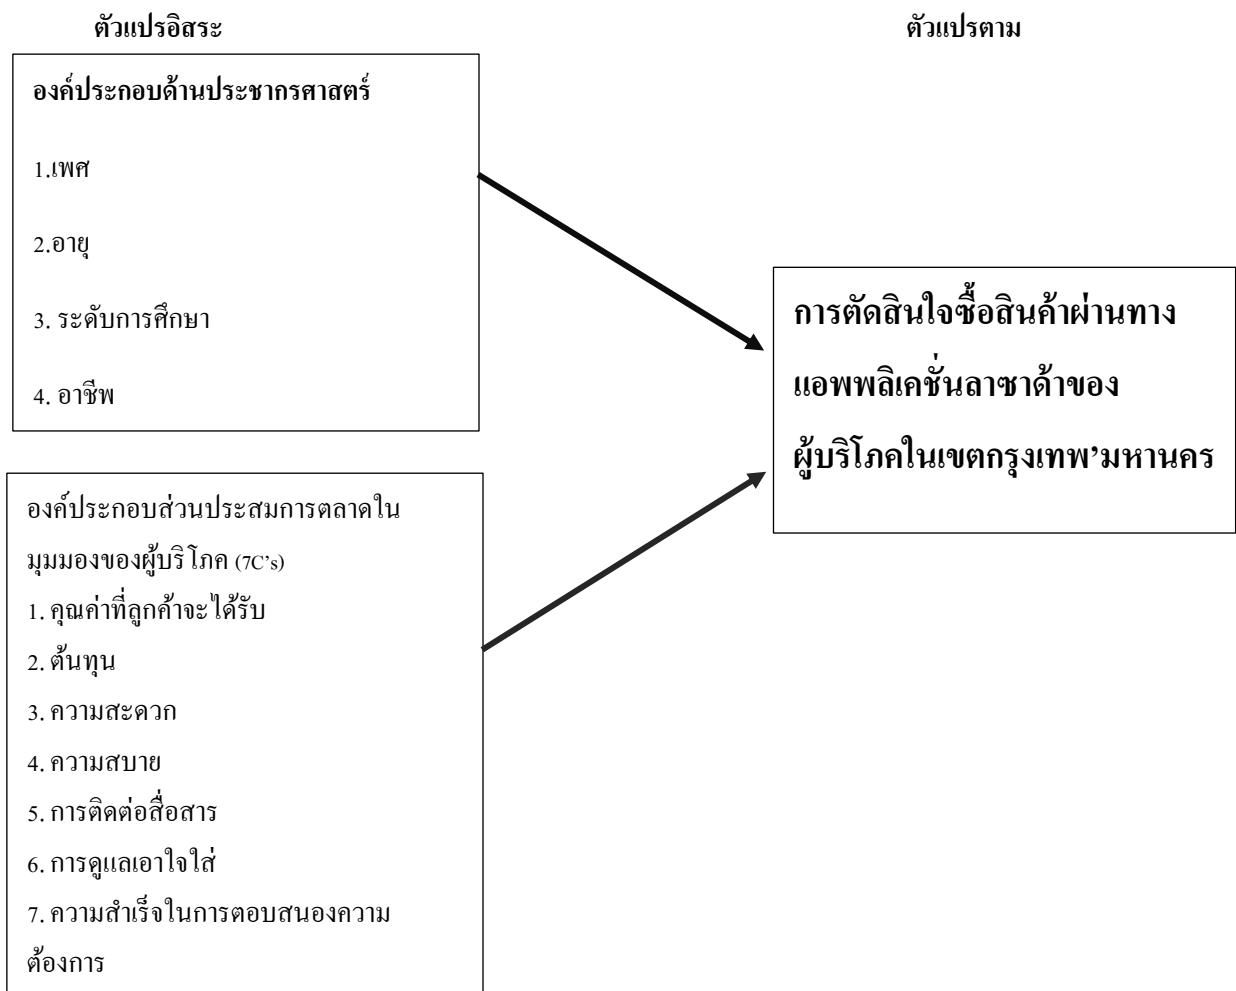 ตัวแปรอิสระ
ตัวแปรตาม
องค์ประกอบด้านประชากรศาสตร์
1.เพศ
2.อายุ
3. ระดับการศึกษา
4. อาชีพ
การตัดสินใจซื้อสินค้าผ่านทาง
แอพพลิเคชั่นลาซาด้าของ
ผู้บริโภคในเขตกรุงเทพ’มหานคร
องค์ประกอบส่วนประสมการตลาดใน
มุมมองของผู้บริโภค (7C’s)
1. คุณค่าที่ลูกค้าจะได้รับ
2. ต้นทุน
3. ความสะดวก
4. ความสบาย
5. การติดต่อสื่อสาร
6. การดูแลเอาใจใส่
7. ความสำเร็จในการตอบสนองความ
ต้องการ